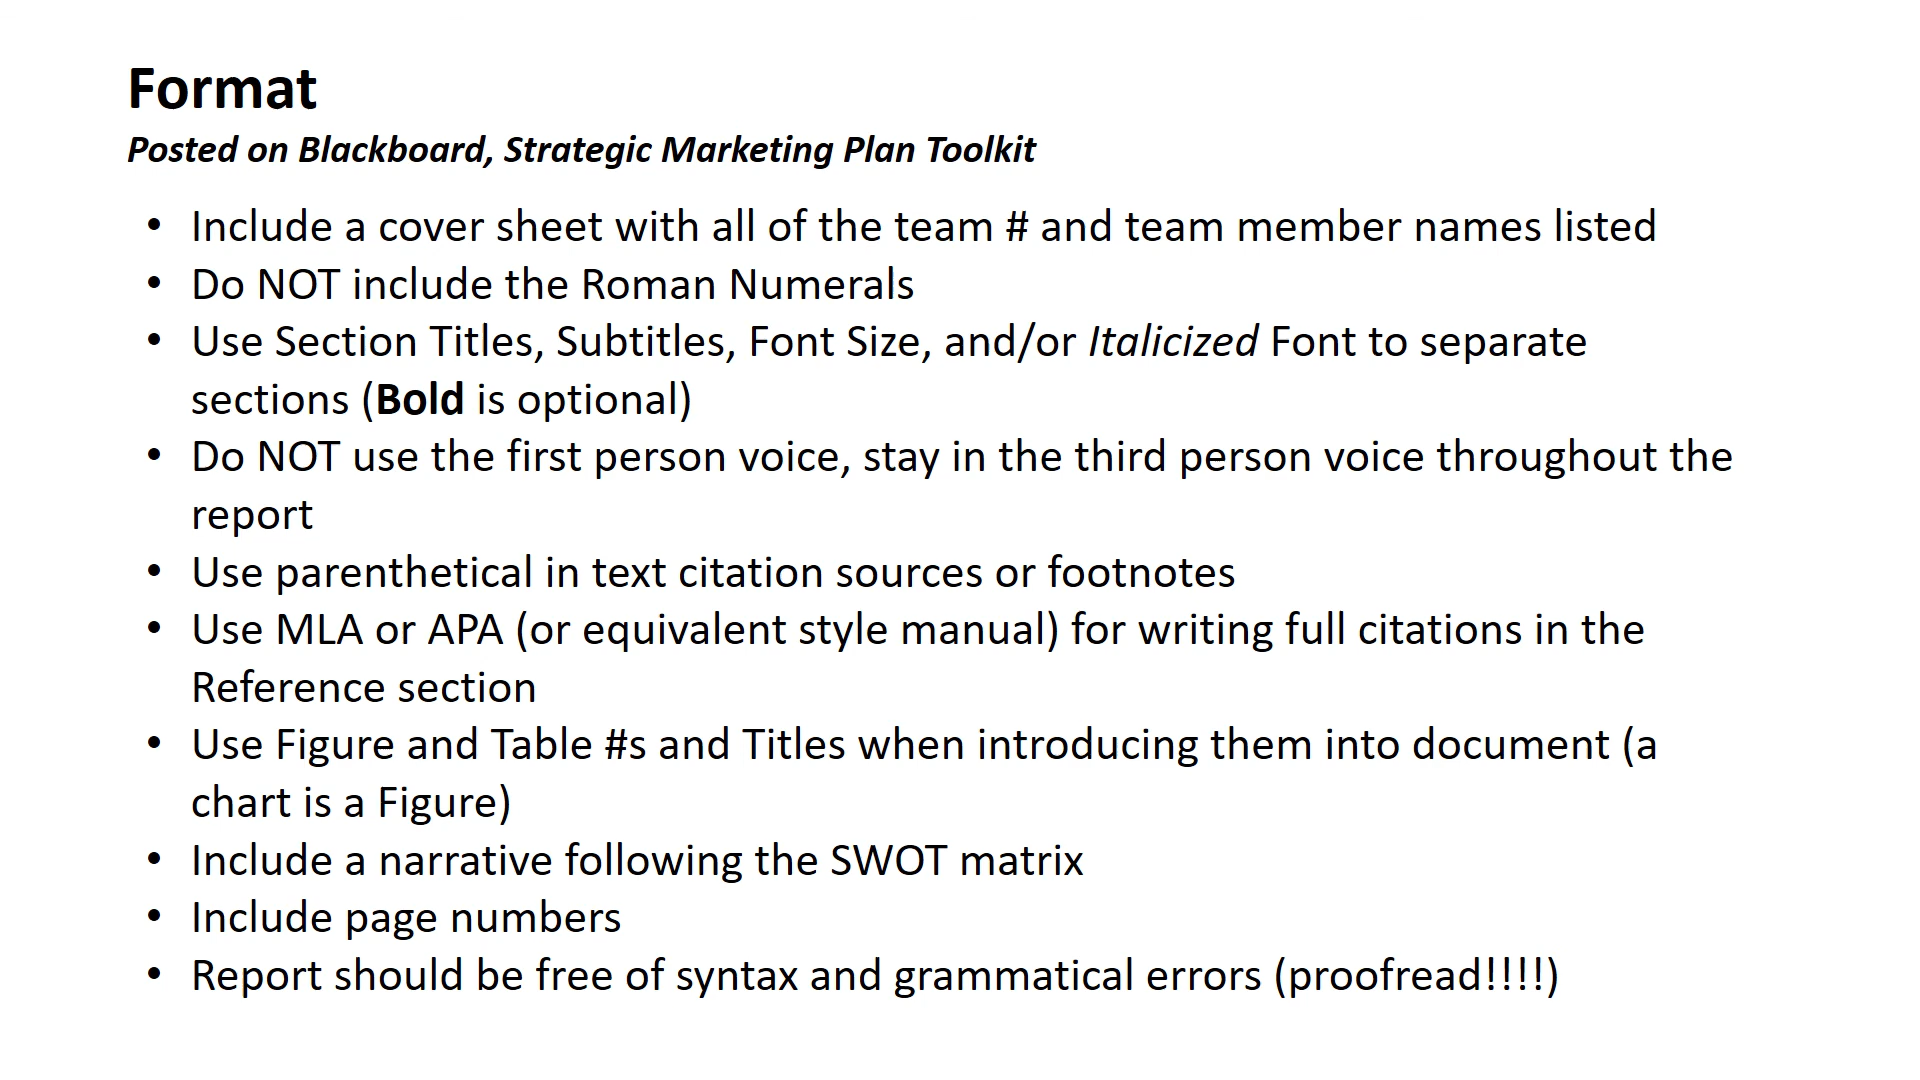 Format
Posted on Blackboard, Strategic Marketing Plan Toolkit
• Include a cover sheet with all of the team # and team member names listed
• Do NOT include the Roman Numerals
• Use Section Titles, Subtitles, Font Size, and/or Italicized Font to separate
sections (Bold is optional)
• Do NOT use the first person voice, stay in the third person voice throughout the
report
• Use parenthetical in text citation sources or footnotes
• Use MLA or APA (or equivalent style manual) for writing full citations in the
Reference section
• Use Figure and Table #s and Titles when introducing them into document (a
chart is a Figure)
• Include a narrative following the SWOT matrix
• Include page numbers
• Report should be free of syntax and grammatical errors (proofread!!!!)